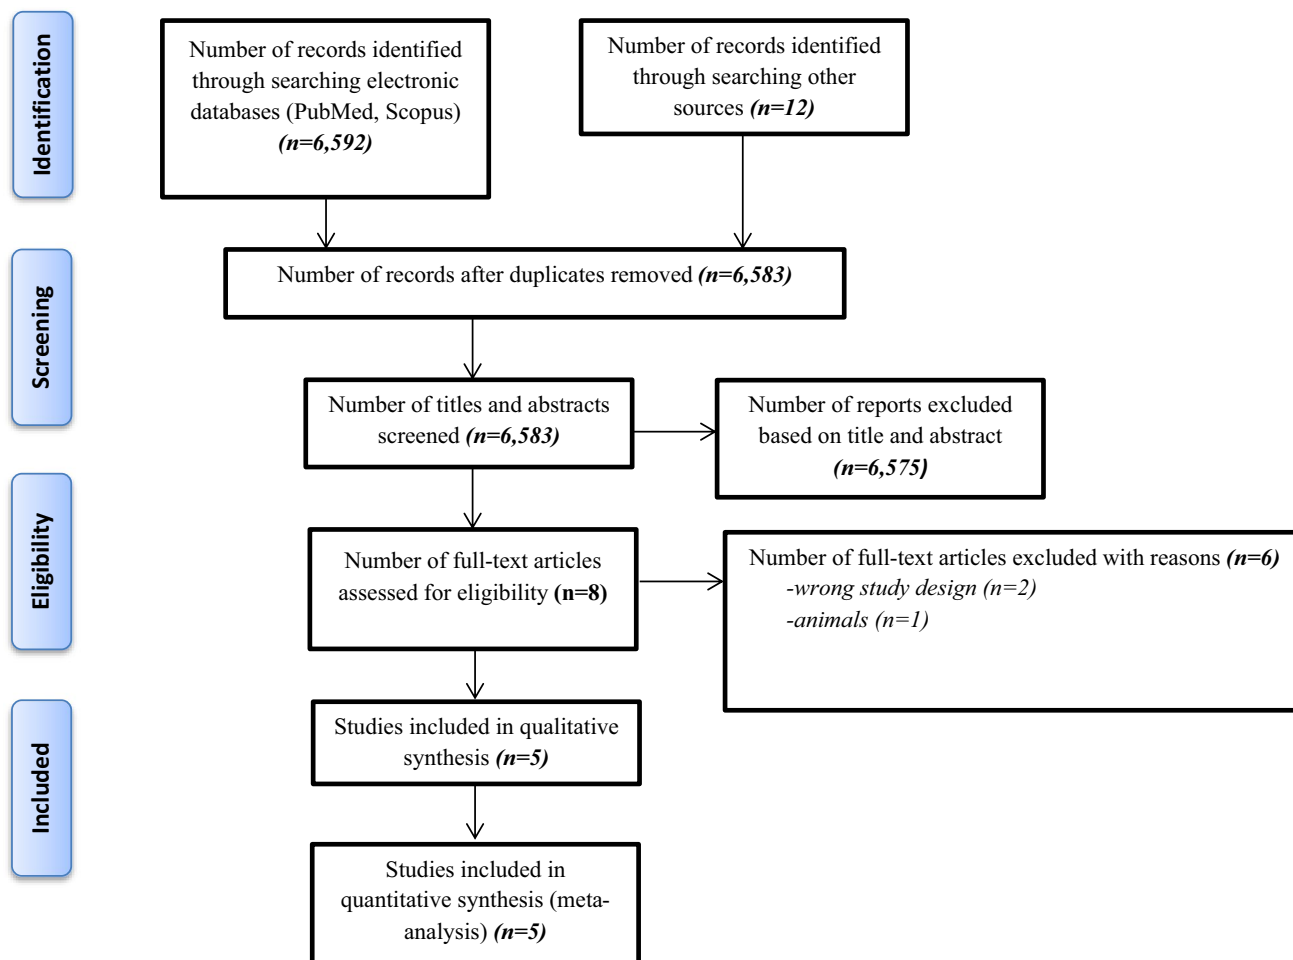 Identification
Number of records identified
through searching electronic
databases (PubMed, Scopus)
(n=6,592)
Number of records identified
through searching other
sources (n=12)
Screening
Number of records after duplicates removed (n=6,583)
Number of titles and abstracts
screened (n=6,583)
Number of reports excluded
based on title and abstract
(n=6,575)
Eligibility
Number of full-text articles
assessed for eligibility (n=8)
Number of full-text articles excluded with reasons (n=6)
-wrong study design (n=2)
-animals (n=1)
Included
Studies included in qualitative
synthesis (n=5)
Studies included in
quantitative synthesis (meta-
analysis) (n=5)